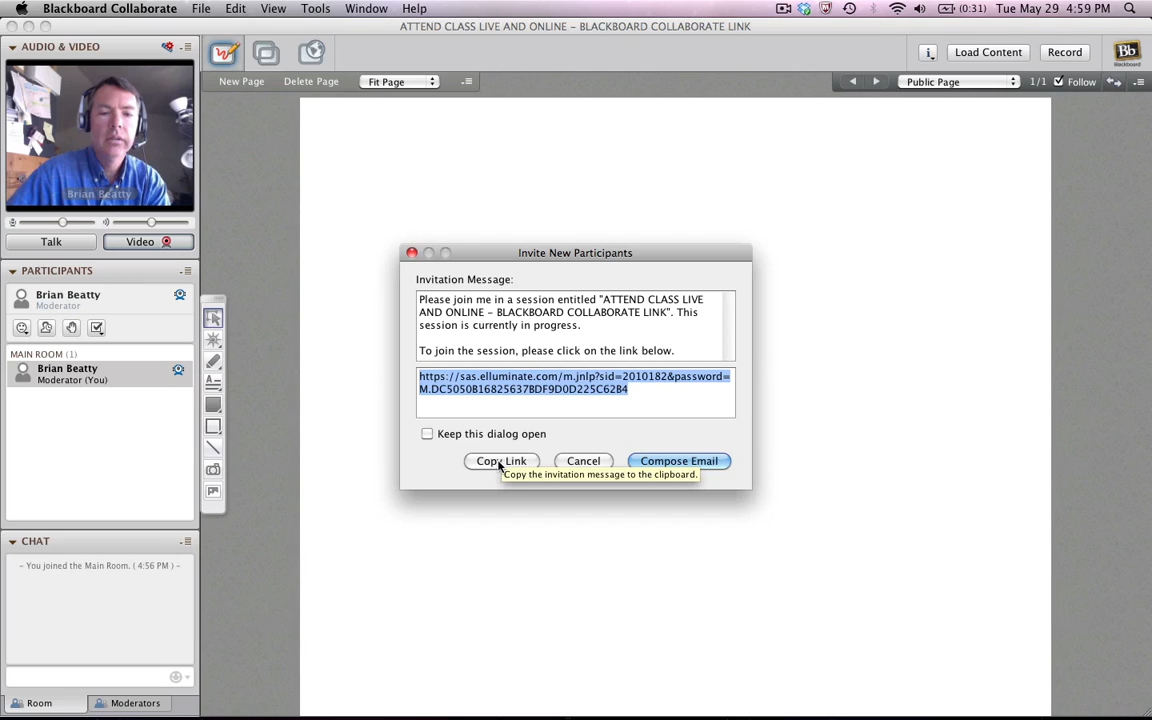 Blackboard Collaborate File Edit View Tools Window Help (0:31) Tue May 29 4:59 PM
ATTEND CLASS LIVE AND ONLINE – BLACKBOARD COLLABORATE LINK
AUDIO & VIDEO
Brian Beatty
Talk Video
PARTICIPANTS
Brian Beatty
Moderator
MAIN ROOM (1)
Brian Beatty
Moderator (You)
CHAT
– You joined the Main Room. ( 4:56 PM ) –
Room Moderators
Load Content Record
Bb
Blackboard
New Page Delete Page Fit Page Public Page 1/1 Follow
Invite New Participants
Invitation Message:
Please join me in a session entitled "ATTEND CLASS LIVE
AND ONLINE – BLACKBOARD COLLABORATE LINK". This
session is currently in progress.
To join the session, please click on the link below.
https://sas.elluminate.com/m.jnlp?sid=2010182&password=
M.DC5050B16825637BDF9D0D225C62B4
Keep this dialog open
Copy Link Cancel Compose Email
Copy the invitation message to the clipboard.